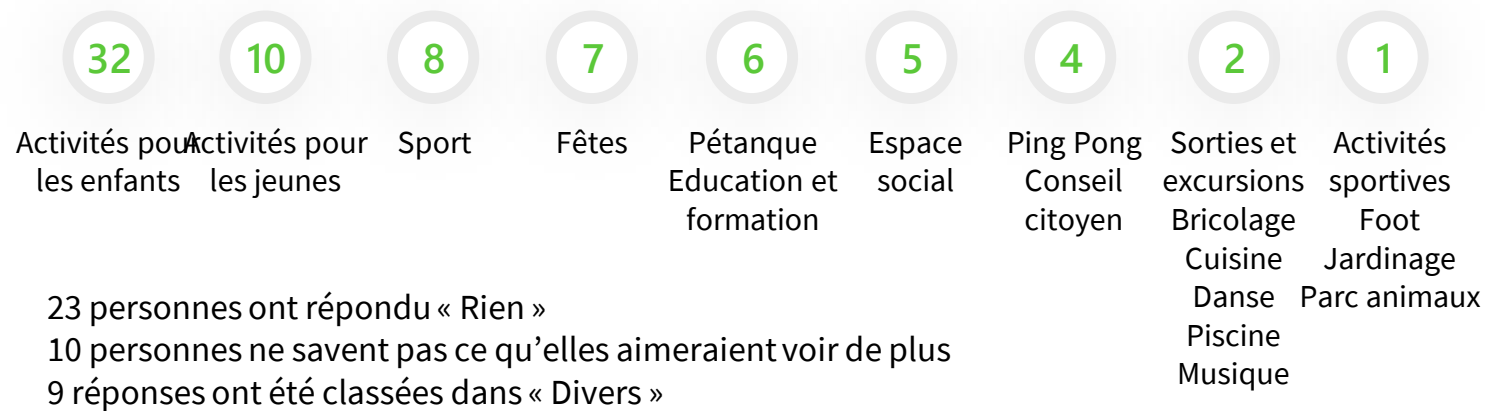 32
10
8
7
6
5
4
2
1
Activités pour
les enfants
Activités pour
les jeunes
Sport
Fêtes
Pétanque
Education et
formation
Espace
social
Ping Pong
Conseil
citoyen
Sorties et
excursions
Bricolage
Cuisine
Danse
Piscine
Musique
Activités
sportives
Foot
Jardinage
Parc animaux
23 personnes ont répondu « Rien »
10 personnes ne savent pas ce qu’elles aimeraient voir de plus
9 réponses ont été classées dans « Divers »